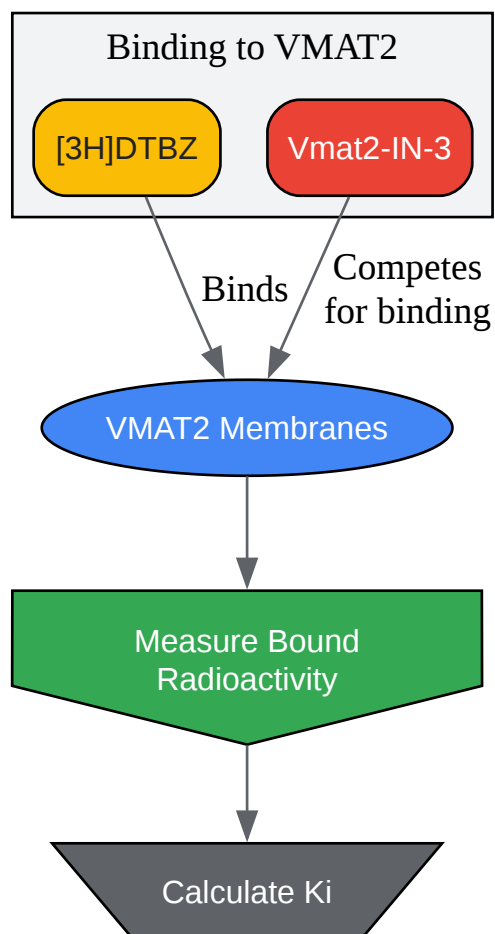 Binding to VMAT2
[3H]DTBZ
Vmat2-IN-3
Binds
Competes
for binding
VMAT2 Membranes
Measure Bound
Radioactivity
Calculate Ki